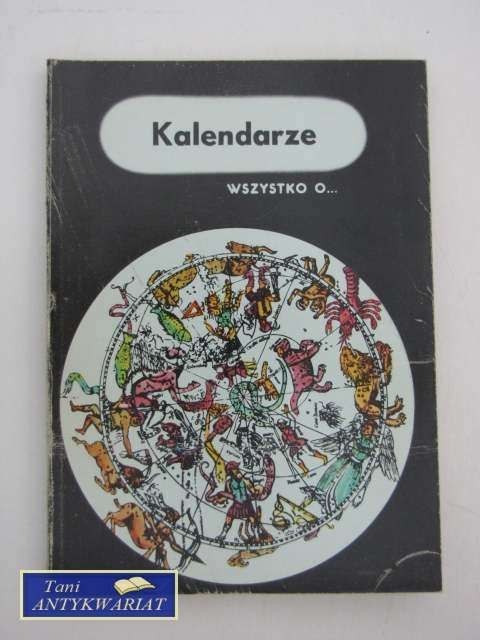 Kalendarze
WSZYSTKO O...
Tani
ANTYKWARIAT